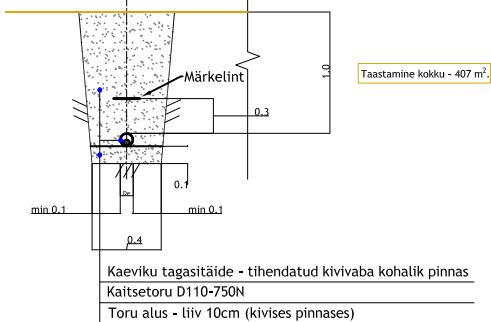 Märkelint
1.0
Taastamine kokku - 407 m².
0.3
0.1
De
min 0.1
min 0.1
0.4
Kaeviku tagasitäide - tihendatud kivivaba kohalik pinnas
Kaitsetoru D110-750N
Toru alus - liiv 10cm (kivises pinnases)